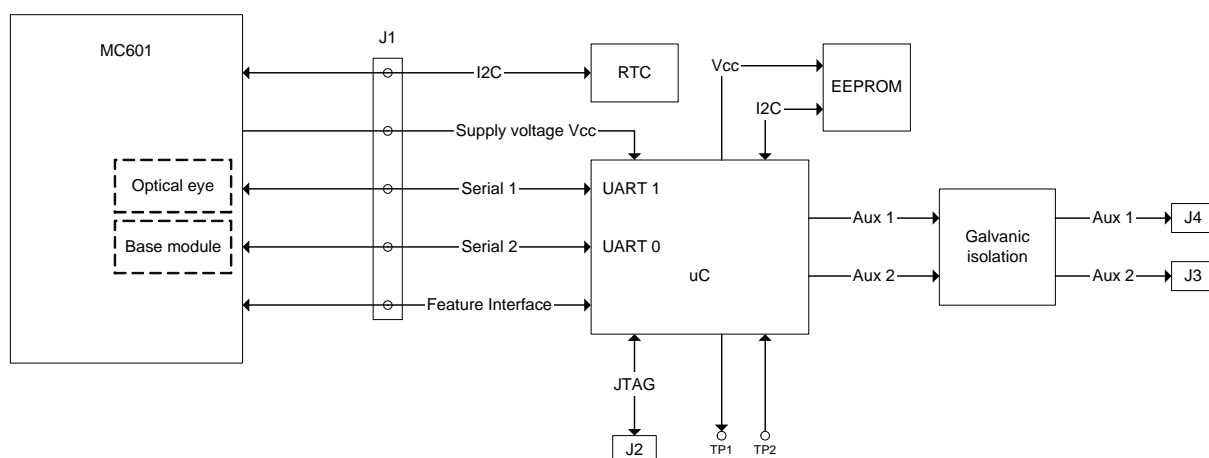 MC601
J1
I2C
RTC
Vcc
EEPROM
I2C
Supply voltage Vcc
Optical eye
Serial 1
UART 1
Base module
Serial 2
UART 0
uC
Feature Interface
Aux 1
Aux 2
Galvanic
isolation
Aux 1
J4
Aux 2
J3
JTAG
J2
TP1
TP2